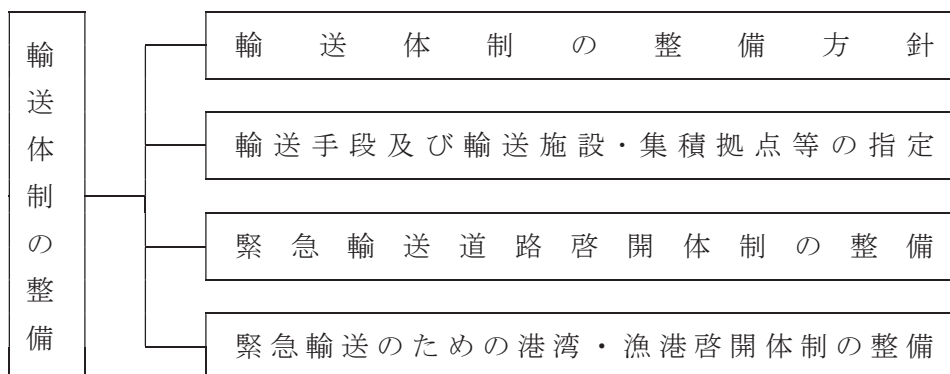 輸送体制の整備
輸送体制の整備方針
輸送手段及び輸送施設・集積拠点等の指定
緊急輸送道路啓開体制の整備
緊急輸送のための港湾・漁港啓開体制の整備